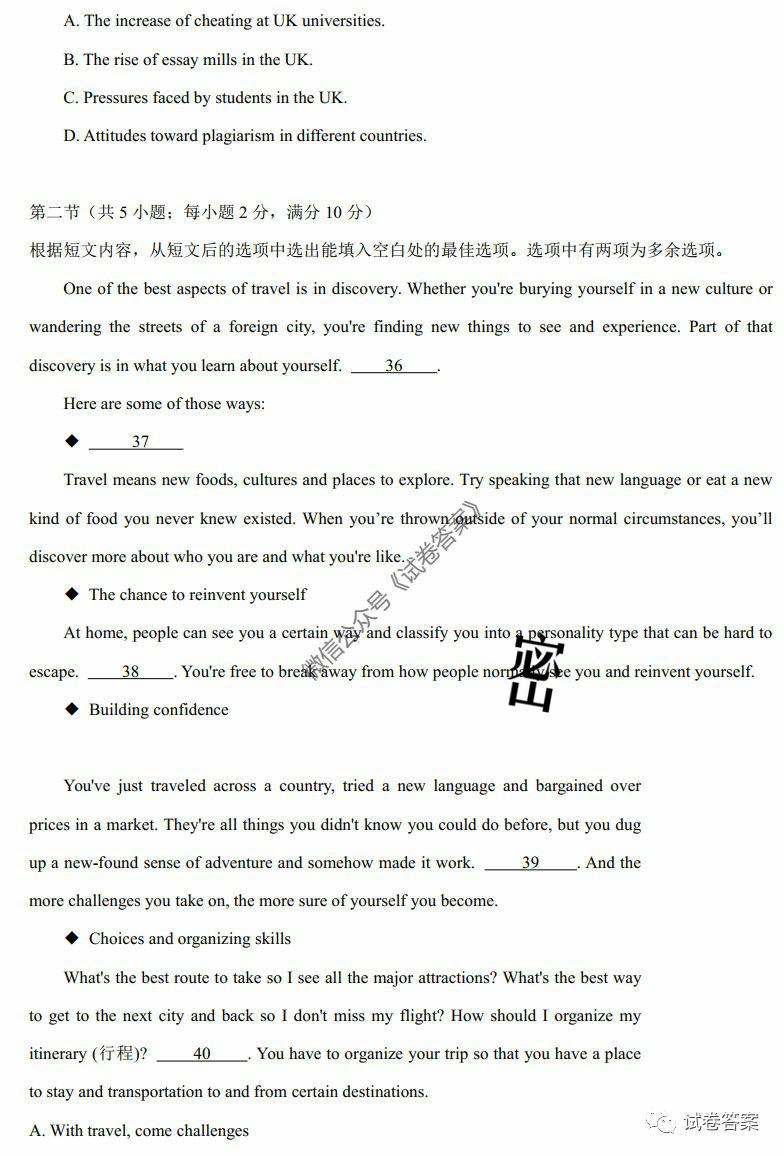 A. The increase of cheating at UK universities.
B. The rise of essay mills in the UK.
C. Pressures faced by students in the UK.
D. Attitudes toward plagiarism in different countries.
第二节（共 5 小题；每小题 2 分，满分 10 分）
根据短文内容，从短文后的选项中选出能填入空白处的最佳选项。选项中有两项为多余选项。
One of the best aspects of travel is in discovery. Whether you're burying yourself in a new culture or
wandering the streets of a foreign city, you're finding new things to see and experience. Part of that
discovery is in what you learn about yourself. 36 .
Here are some of those ways:
◆ 37
Travel means new foods, cultures and places to explore. Try speaking that new language or eat a new
kind of food you never knew existed. When you’re thrown outside of your normal circumstances, you’ll
discover more about who you are and what you're like.
◆ The chance to reinvent yourself
At home, people can see you a certain way and classify you into a personality type that can be hard to
escape. 38 . You're free to break away from how people normally see you and reinvent yourself.
◆ Building confidence
You've just traveled across a country, tried a new language and bargained over
prices in a market. They're all things you didn't know you could do before, but you dug
up a new-found sense of adventure and somehow made it work. 39 . And the
more challenges you take on, the more sure of yourself you become.
◆ Choices and organizing skills
What's the best route to take so I see all the major attractions? What's the best way
to get to the next city and back so I don't miss my flight? How should I organize my
itinerary (行程)? 40 . You have to organize your trip so that you have a place
to stay and transportation to and from certain destinations.
A. With travel, come challenges
微信公众号《试卷答案》
密
试卷答案